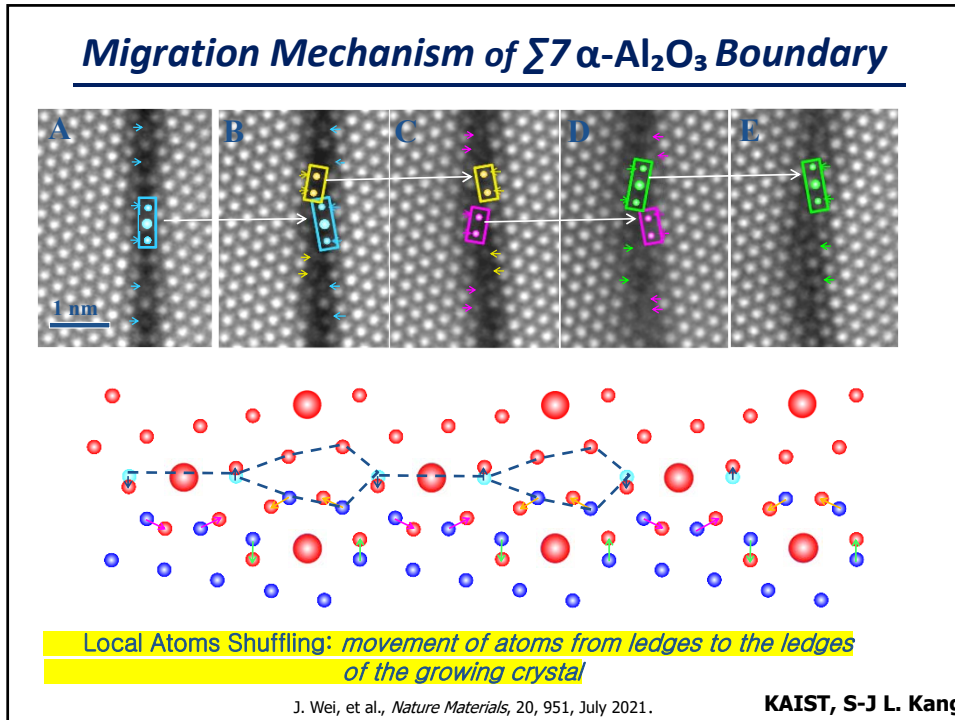 Migration Mechanism of ∑7 α-Al₂O₃ Boundary
A B C D E
1 nm
Local Atoms Shuffling: movement of atoms from ledges to the ledges
of the growing crystal
J. Wei, et al., Nature Materials, 20, 951, July 2021.
KAIST, S-J L. Kang